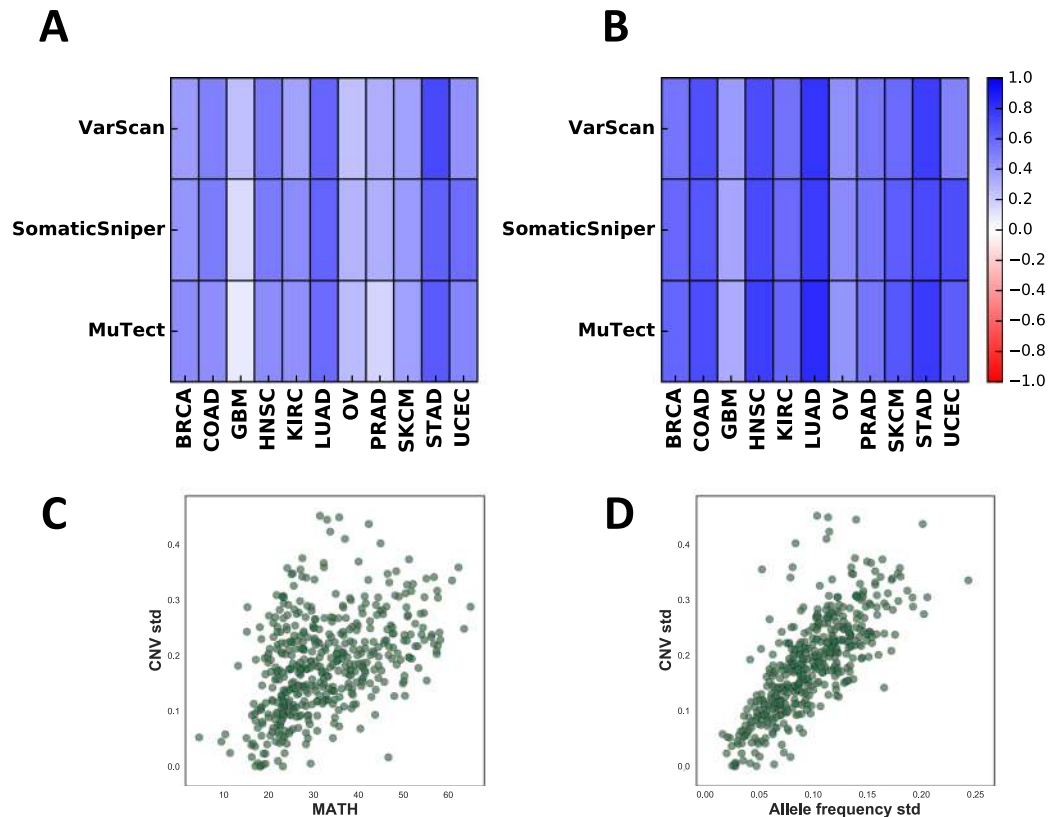 A
B
VarScan
SomaticSniper
MuTect
BRCA
COAD
GBM
HNSC
KIRC
LUAD
OV
PRAD
SKCM
STAD
UCEC
VarScan
SomaticSniper
MuTect
BRCA
COAD
GBM
HNSC
KIRC
LUAD
OV
PRAD
SKCM
STAD
UCEC
1.0
0.8
0.6
0.4
0.2
0.0
−0.2
−0.4
−0.6
−0.8
−1.0
C
CNV std
0.4
0.3
0.2
0.1
0.0
10 20 30 40 50 60
MATH
D
CNV std
0.4
0.3
0.2
0.1
0.0
0.00 0.05 0.10 0.15 0.20 0.25
Allele frequency std